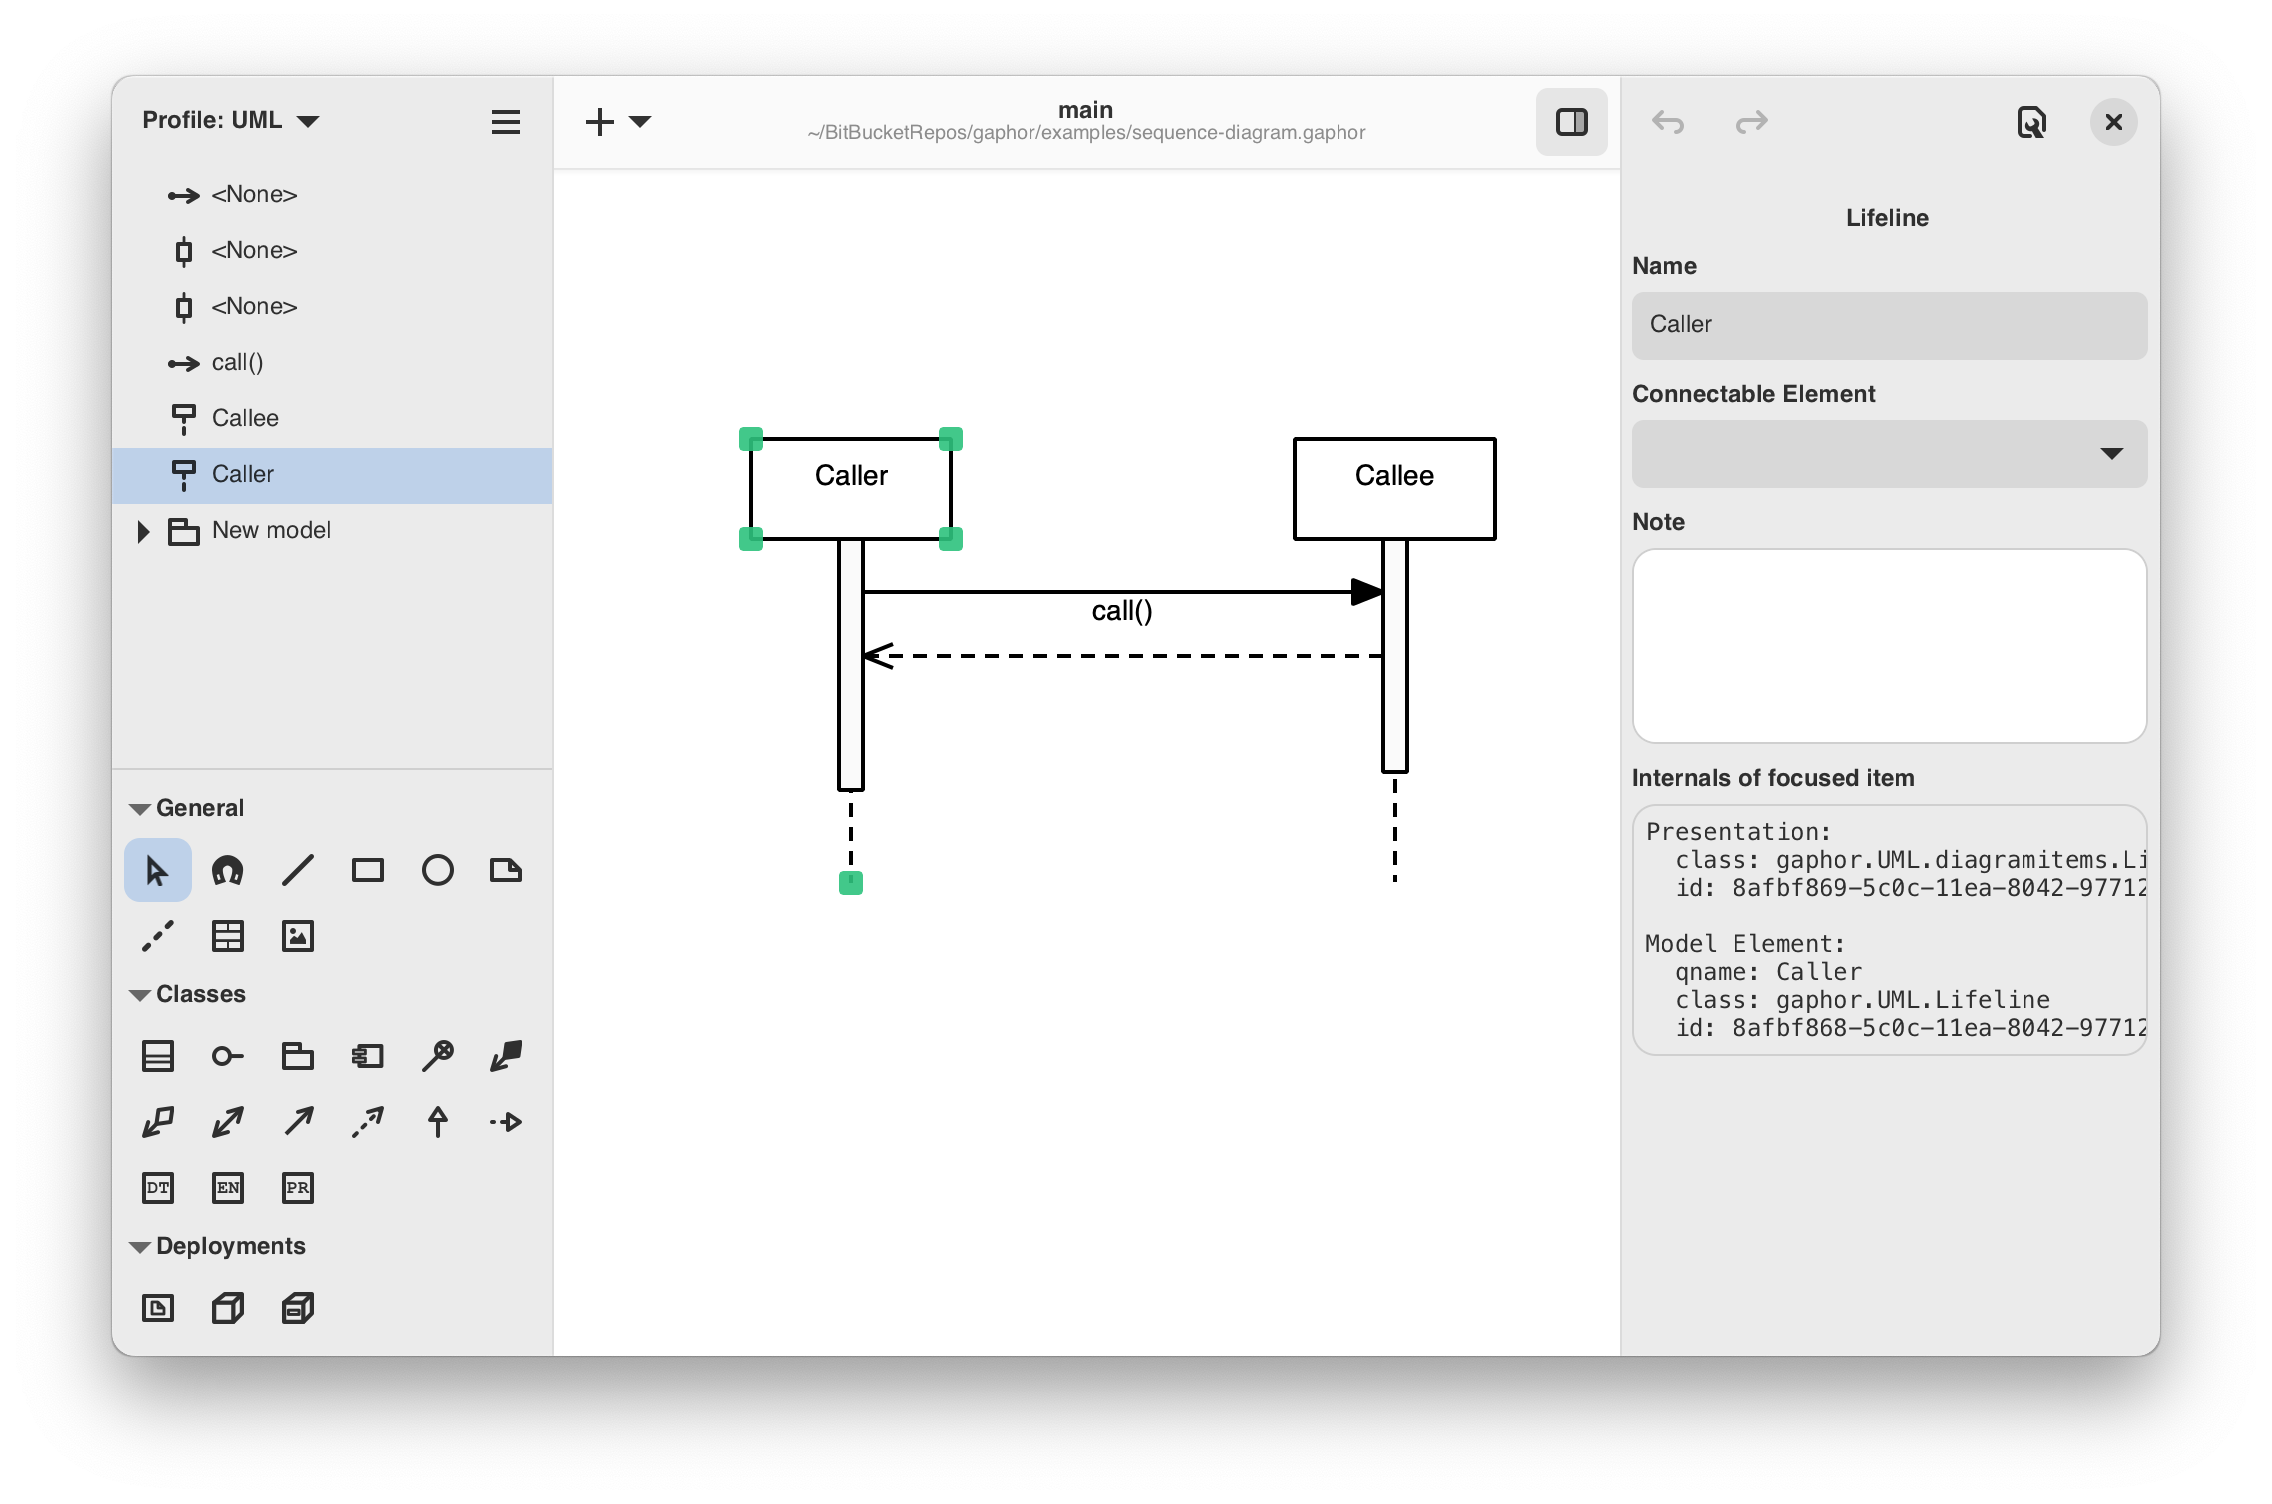 Profile: UML
<None>
<None>
<None>
call()
Callee
Caller
New model
General
Classes
DT EN PR
Deployments
main
~/BitBucketRepos/gaphor/examples/sequence-diagram.gaphor
Caller
Callee
call()
Lifeline
Name
Caller
Connectable Element
Note
Internals of focused item
Presentation:
class: gaphor.UML.diagramitems.Li
id: 8afbf869-5c0c-11ea-8042-97712
Model Element:
qname: Caller
class: gaphor.UML.Lifeline
id: 8afbf868-5c0c-11ea-8042-97712